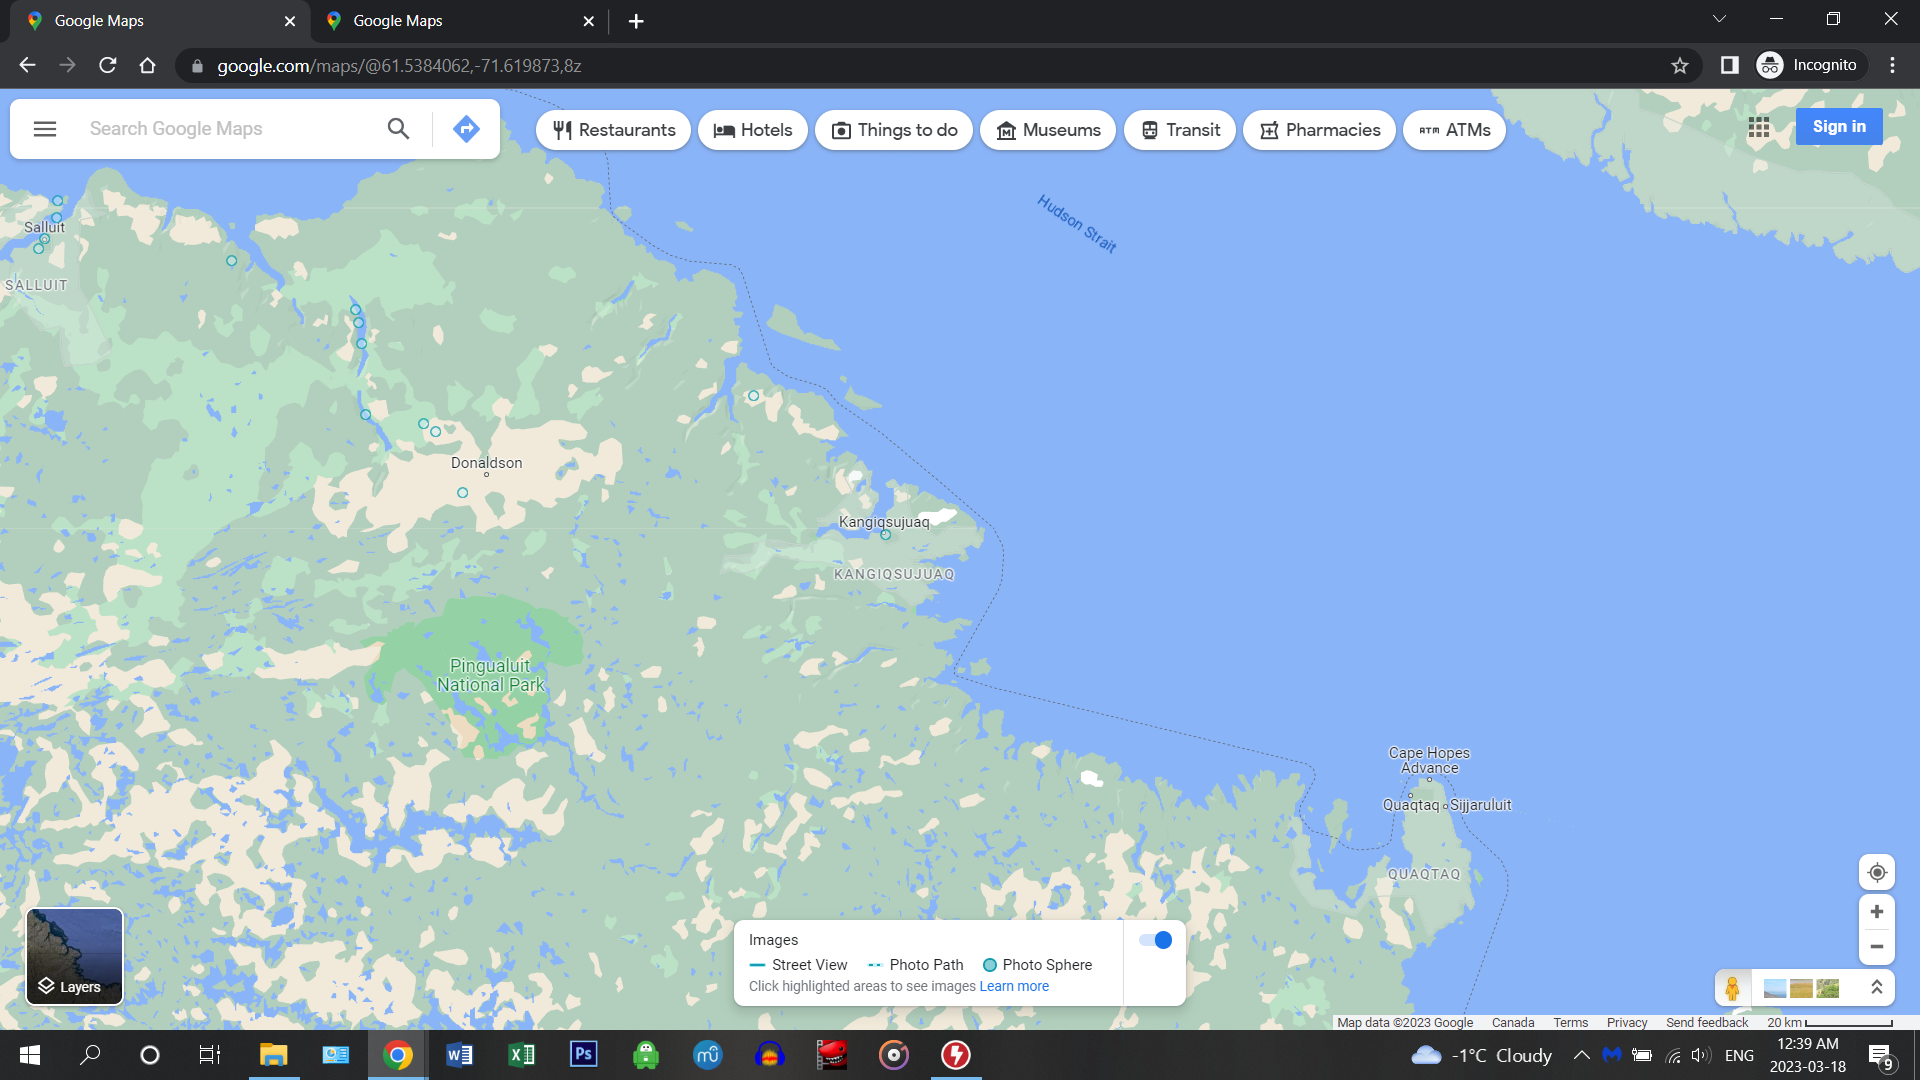 Google Maps
Google Maps
google.com/maps/@61.5384062,-71.619873,8z
Incognito
Search Google Maps
Restaurants
Hotels
Things to do
Museums
Transit
Pharmacies
ATM ATMs
Sign in
Hudson Strait
Salluit
SALLUIT
Donaldson
Kangiqsujuaq
KANGIQSUJUAQ
Pingualuit
National Park
Cape Hopes
Advance
Quaqtaq
Sijjaruluit
QUAQTAQ
Layers
Images
Street View
Photo Path
Photo Sphere
Click highlighted areas to see images Learn more
Map data ©2023 Google Canada Terms Privacy Send feedback 20 km
W
X
Ps
mu
-1°C Cloudy
ENG
12:39 AM
2023-03-18
9